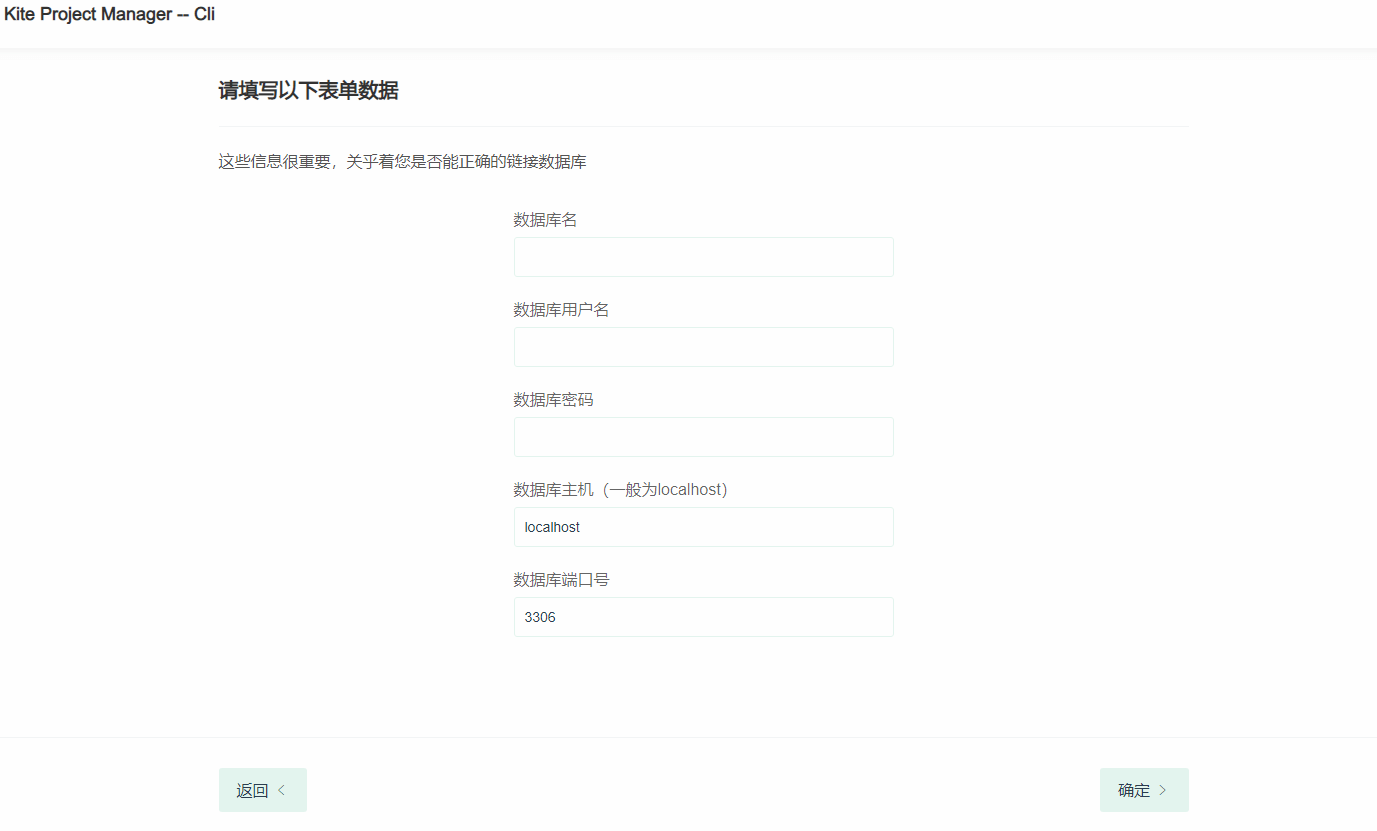 Kite Project Manager -- Cli
请填写以下表单数据
这些信息很重要，关乎着您是否能正确的链接数据库
数据库名
数据库用户名
数据库密码
数据库主机（一般为localhost）
localhost
数据库端口号
3306
返回 <
确定 >